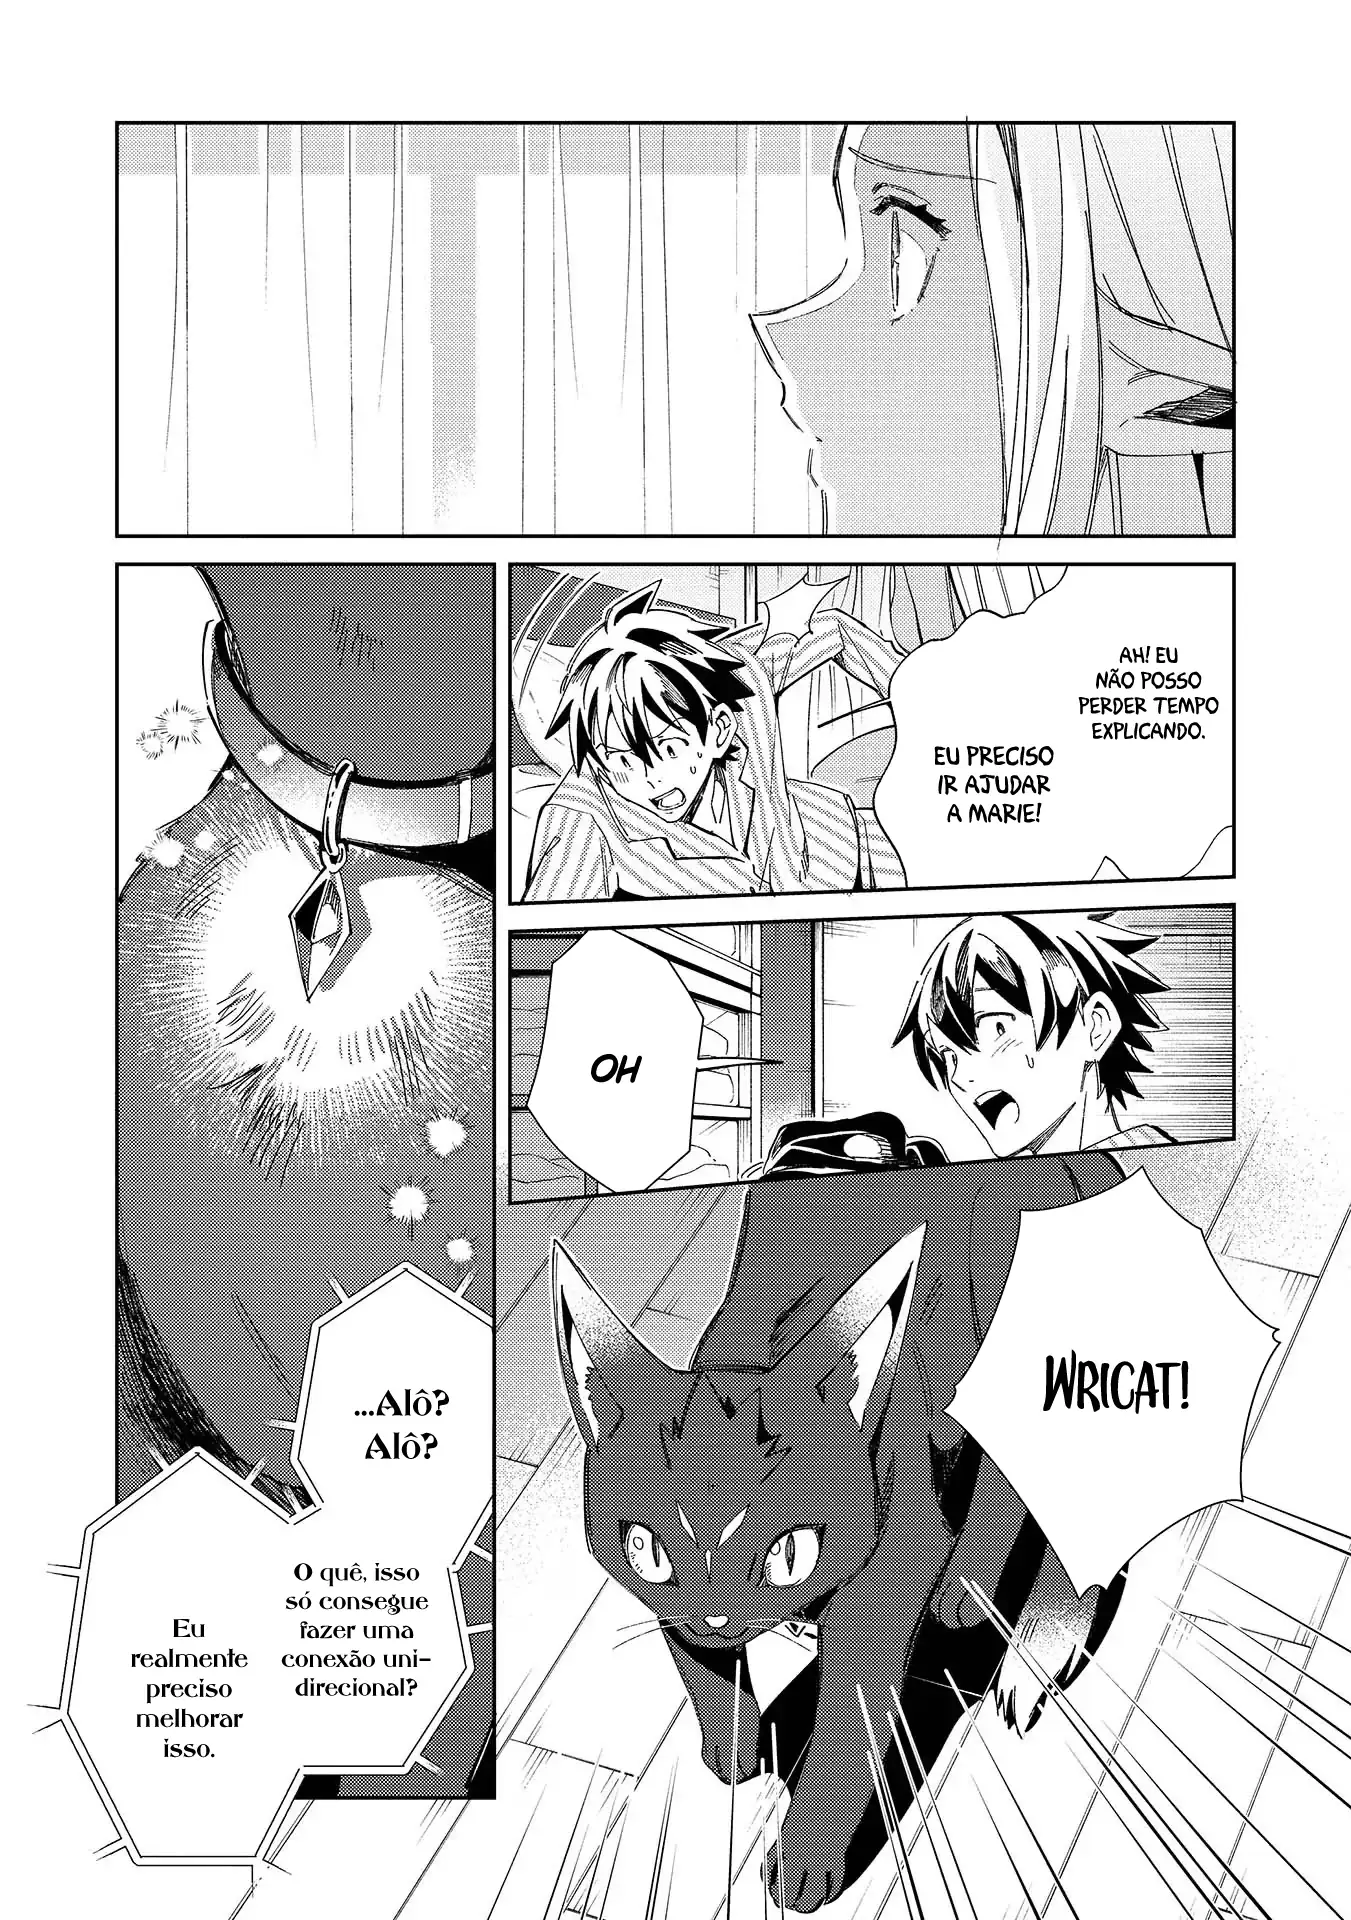 AH! EU
NÃO POSSO
PERDER TEMPO
EXPLICANDO.
EU PRECISO
IR AJUDAR
A MARIE!
OH
WRICAT!
...Alô?
Alô?
O quê, isso
só consegue
fazer uma
conexão uni-
direcional?
Eu
realmente
preciso
melhorar
isso.